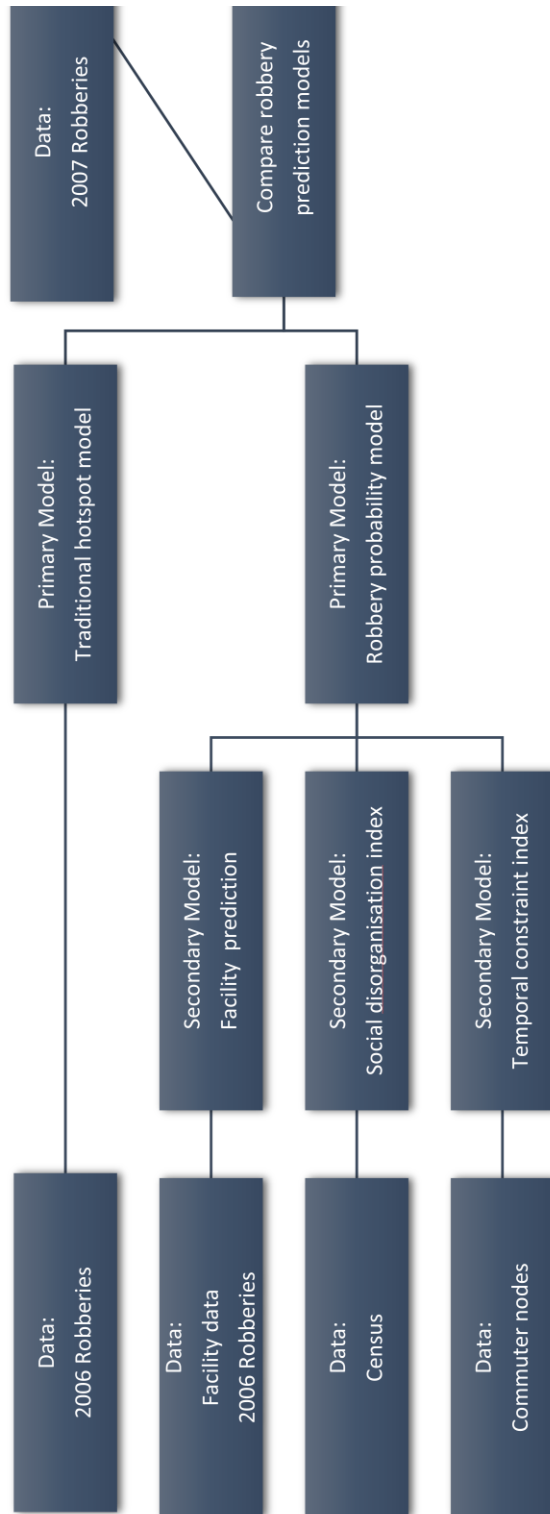 Data:
2006 Robberies
Primary Model:
Traditional hotspot model
Data:
2007 Robberies
Data:
Facility data
2006 Robberies
Secondary Model:
Facility prediction
Compare robbery
prediction models
Data:
Census
Secondary Model:
Social disorganisation index
Primary Model:
Robbery probability model
Data:
Commuter nodes
Secondary Model:
Temporal constraint index